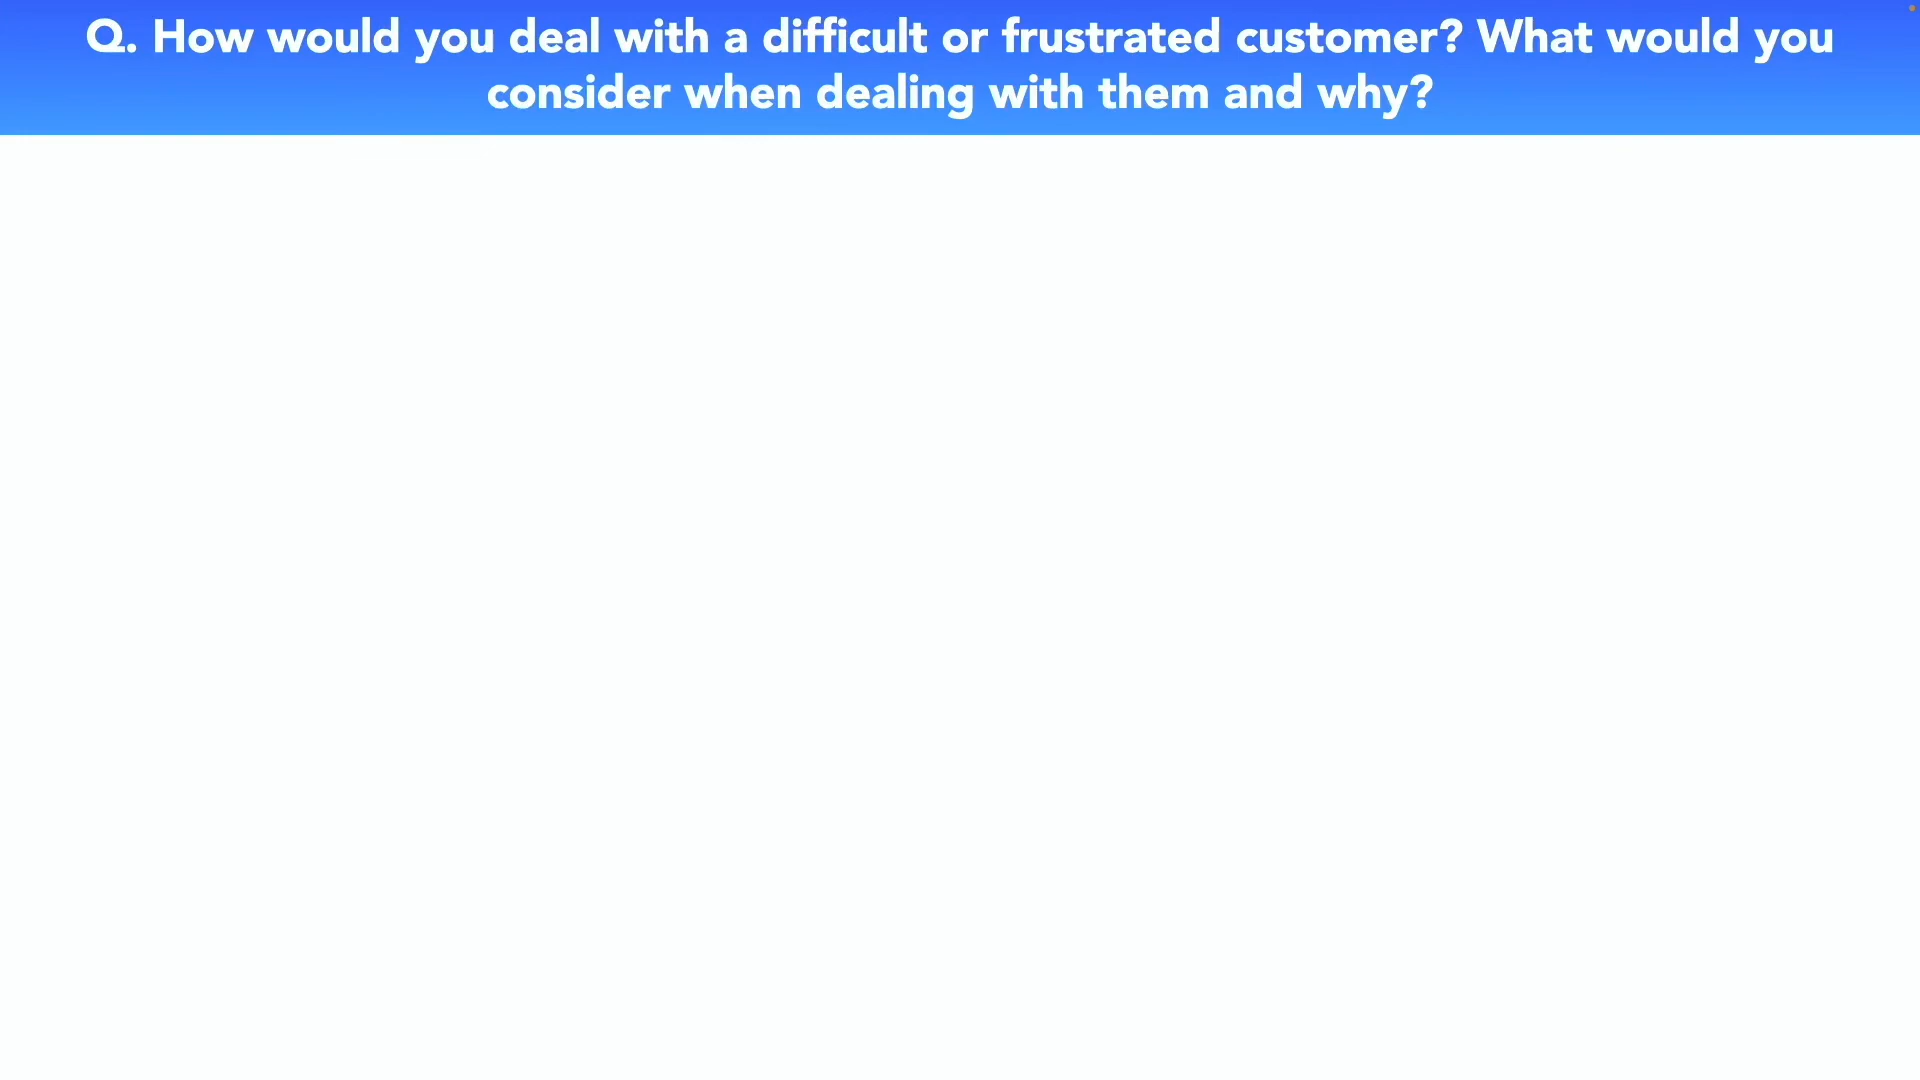 Q. How would you deal with a difficult or frustrated customer? What would you
consider when dealing with them and why?